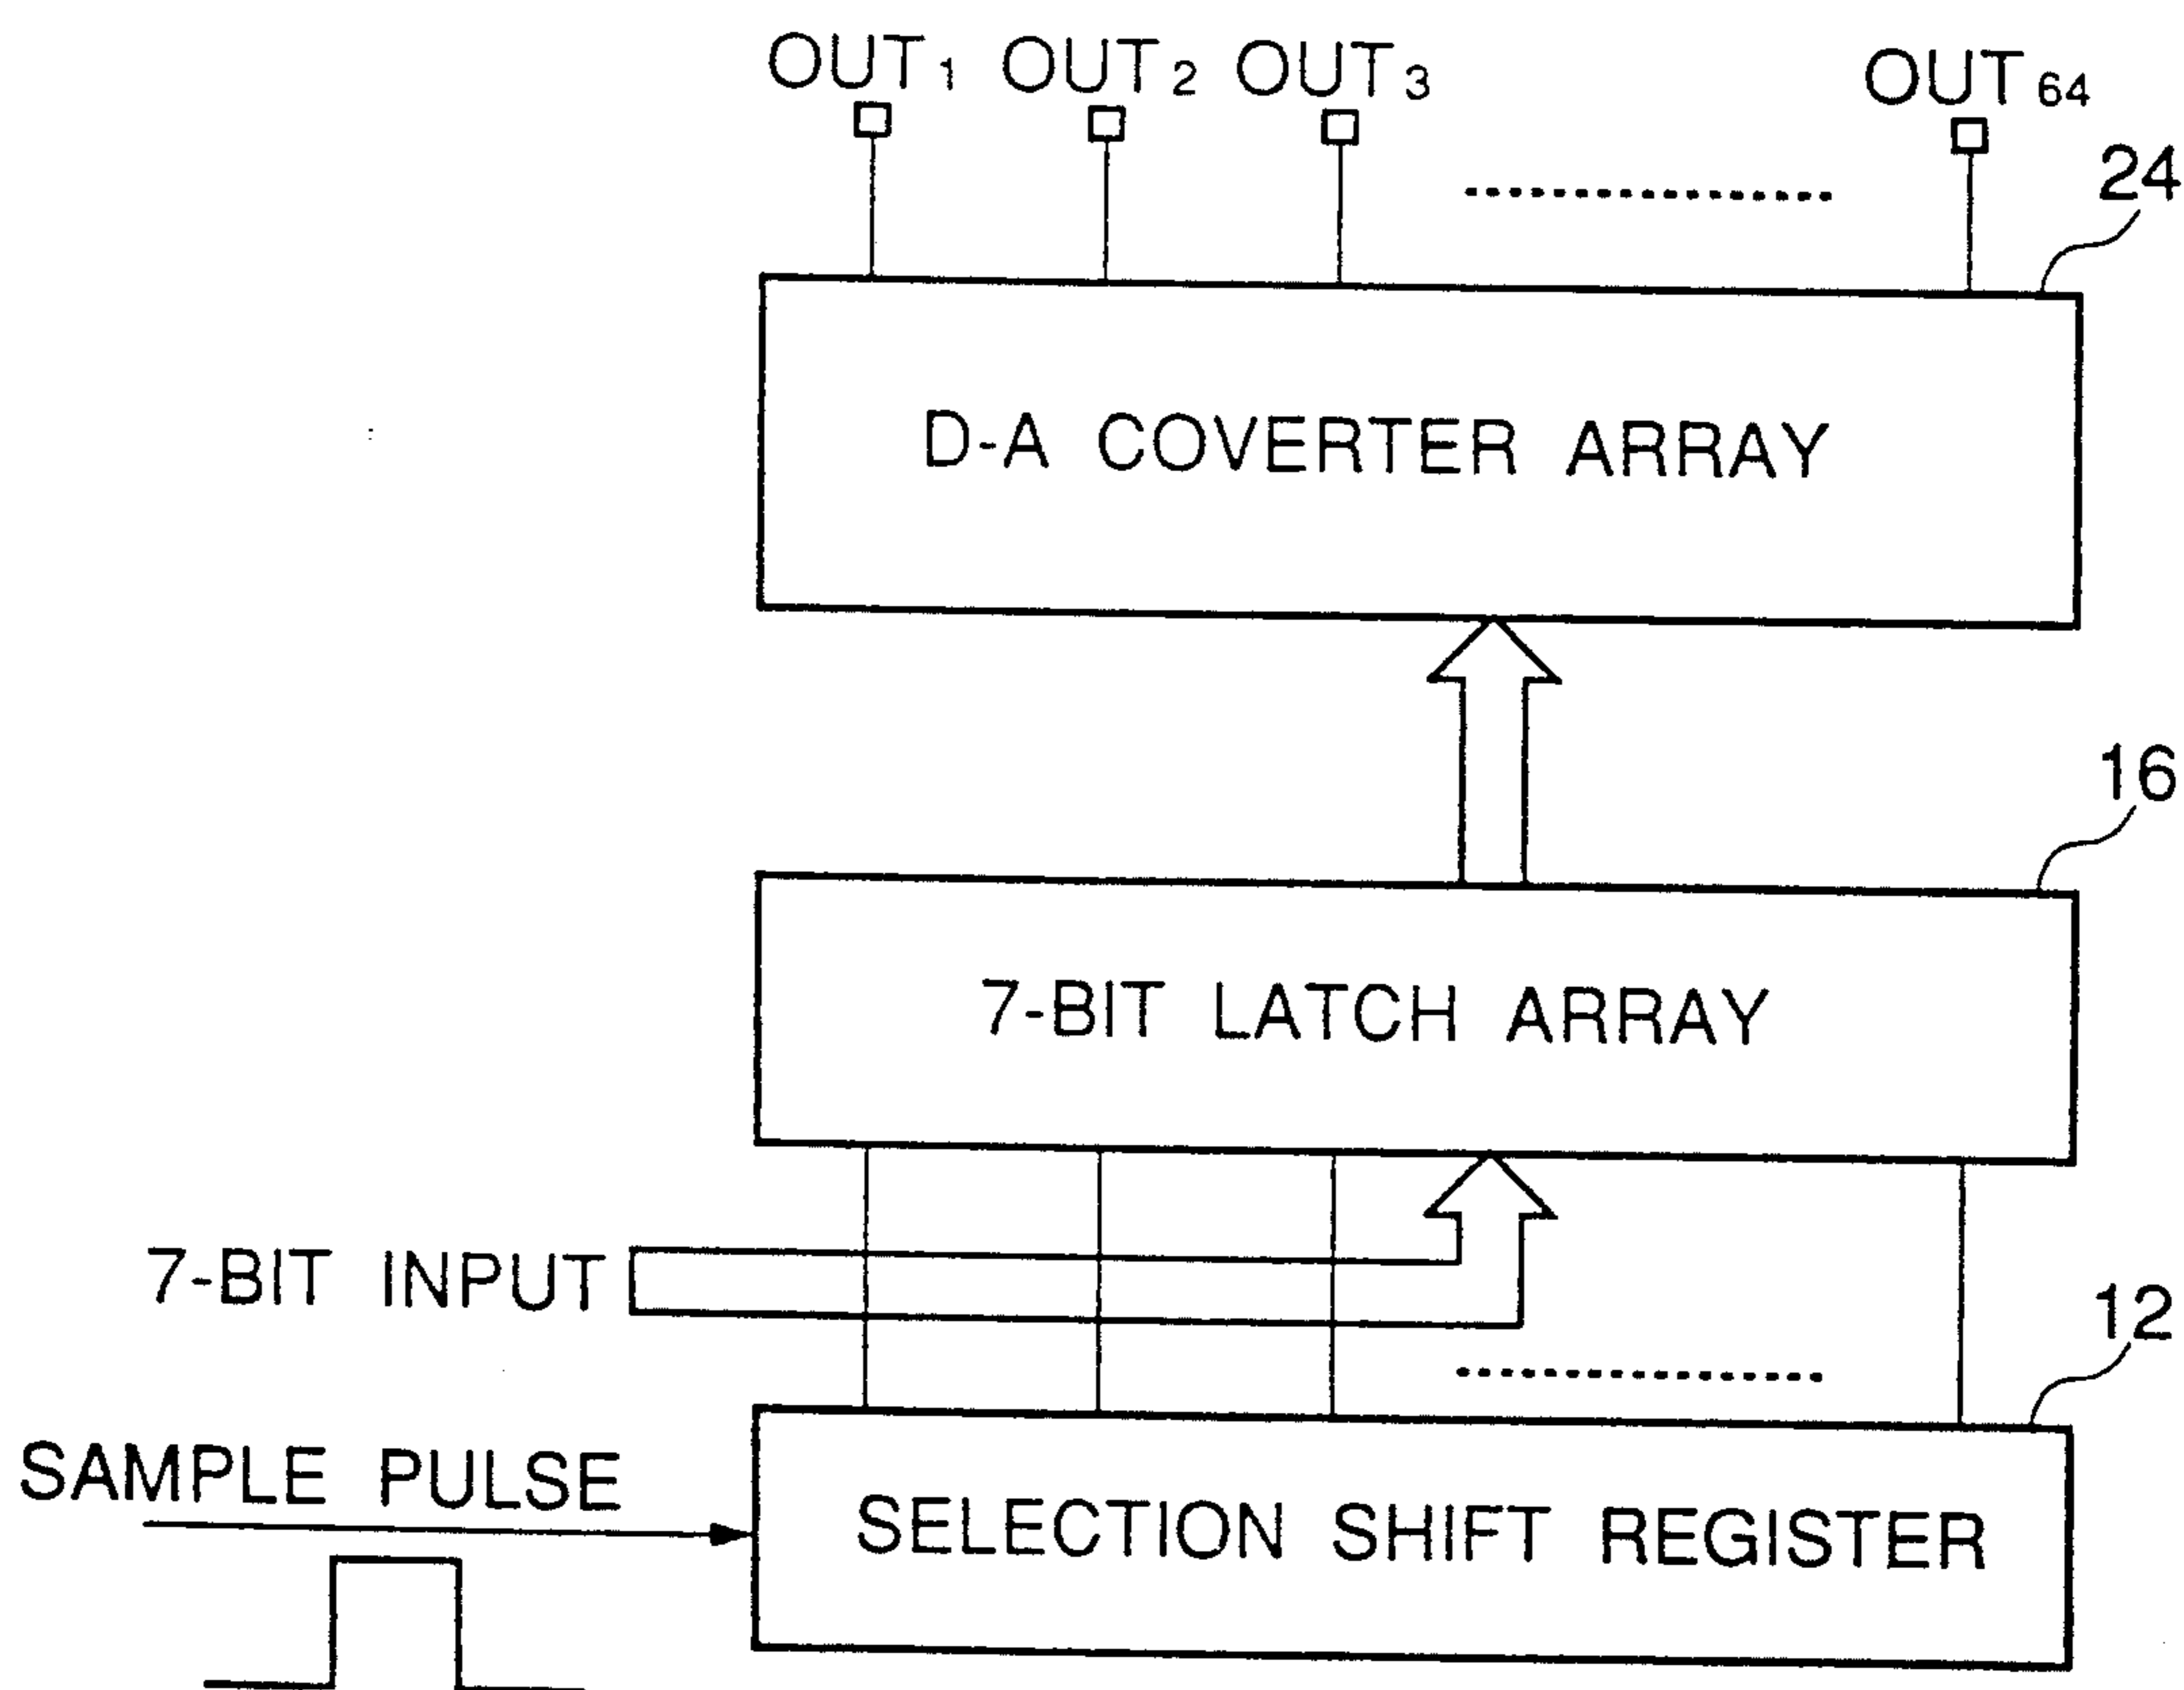 OUT1 OUT2 OUT3 OUT64
24
D-A COVERTER ARRAY
16
7-BIT LATCH ARRAY
7-BIT INPUT
12
SAMPLE PULSE
SELECTION SHIFT REGISTER